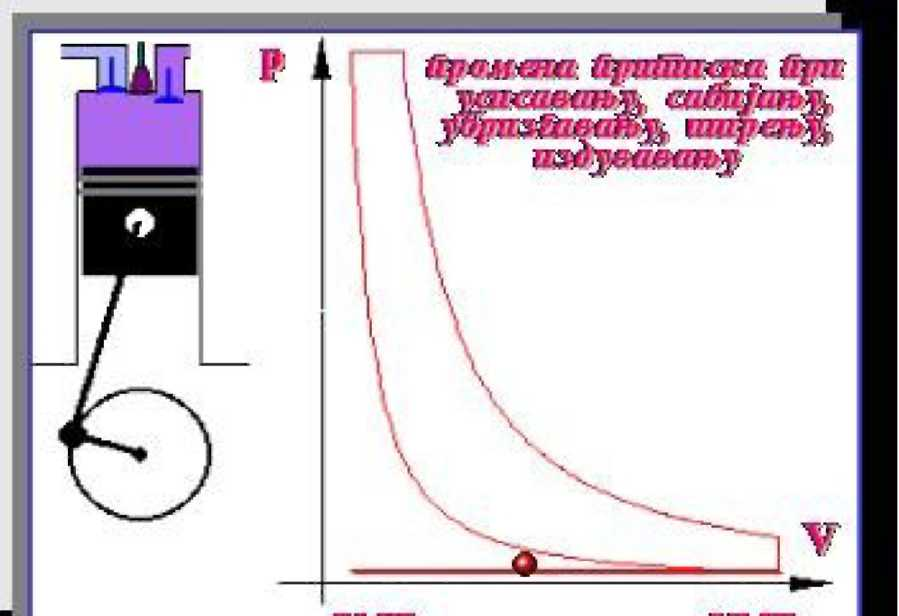 P
промена притиска при
усисавању, сабијању,
убризгавању, ширењу,
издувавању
V